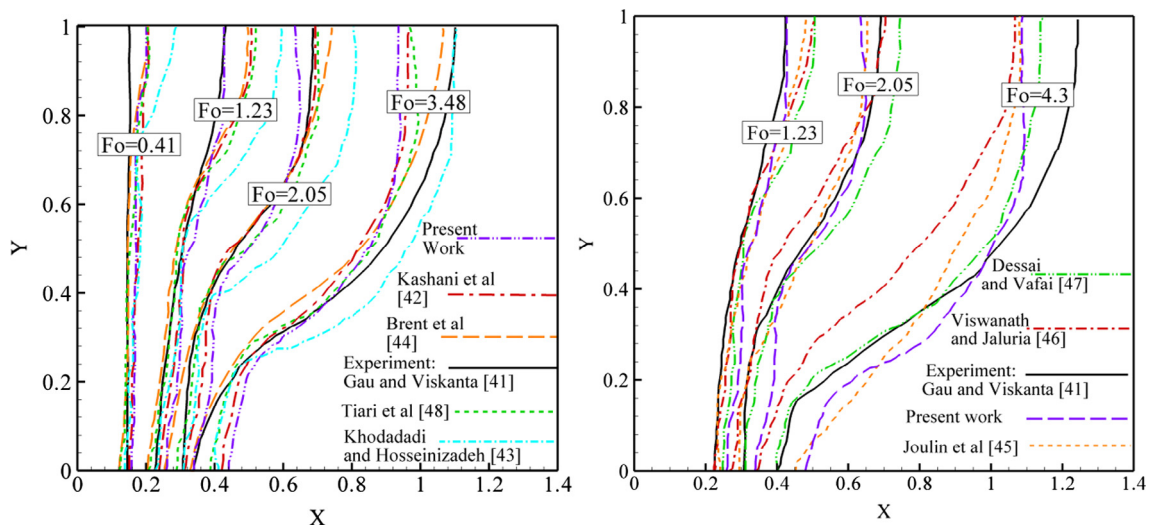 1
0.8
0.6
0.4
0.2
0
Y
0
0.2
0.4
0.6
0.8
1
1.2
1.4
X
Fo=0.41
Fo=1.23
Fo=2.05
Fo=3.48
Present
Work
Kashani et al
[42]
Brent et al
[44]
Experiment:
Gau and Viskanta [41]
Tiari et al [48]
Khodadadi
and Hosseinizadeh [43]
1
0.8
0.6
0.4
0.2
0
Y
0
0.2
0.4
0.6
0.8
1
1.2
1.4
X
Fo=1.23
Fo=2.05
Fo=4.3
Dessai
and Vafai [47]
Viswanath
and Jaluria [46]
Experiment:
Gau and Viskanta [41]
Present work
Joulin et al [45]